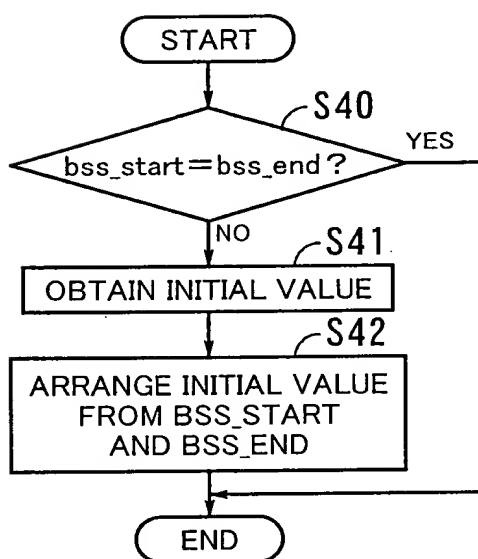 START
S40
bss_start=bss_end?
YES
NO
S41
OBTAIN INITIAL VALUE
S42
ARRANGE INITIAL VALUE
FROM BSS_START
AND BSS_END
END